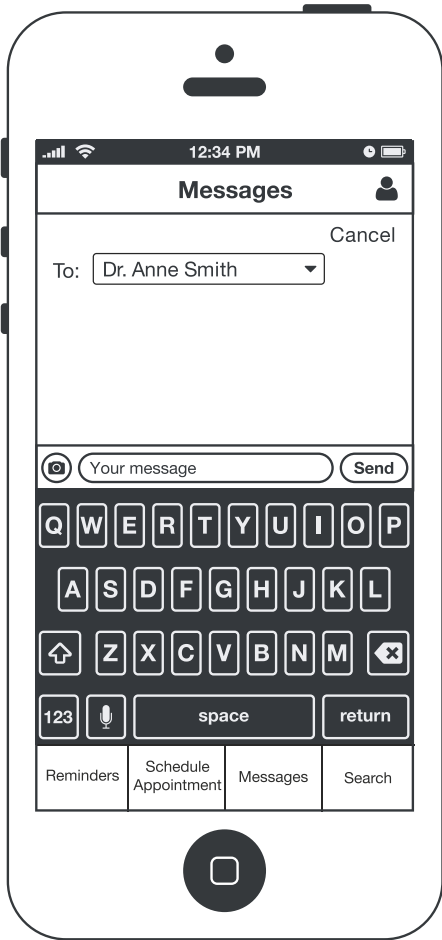 12:34 PM
Messages
Cancel
To: Dr. Anne Smith
Your message Send
Q W E R T Y U I O P
A S D F G H J K L
Z X C V B N M
123 space return
Reminders Schedule Appointment Messages Search